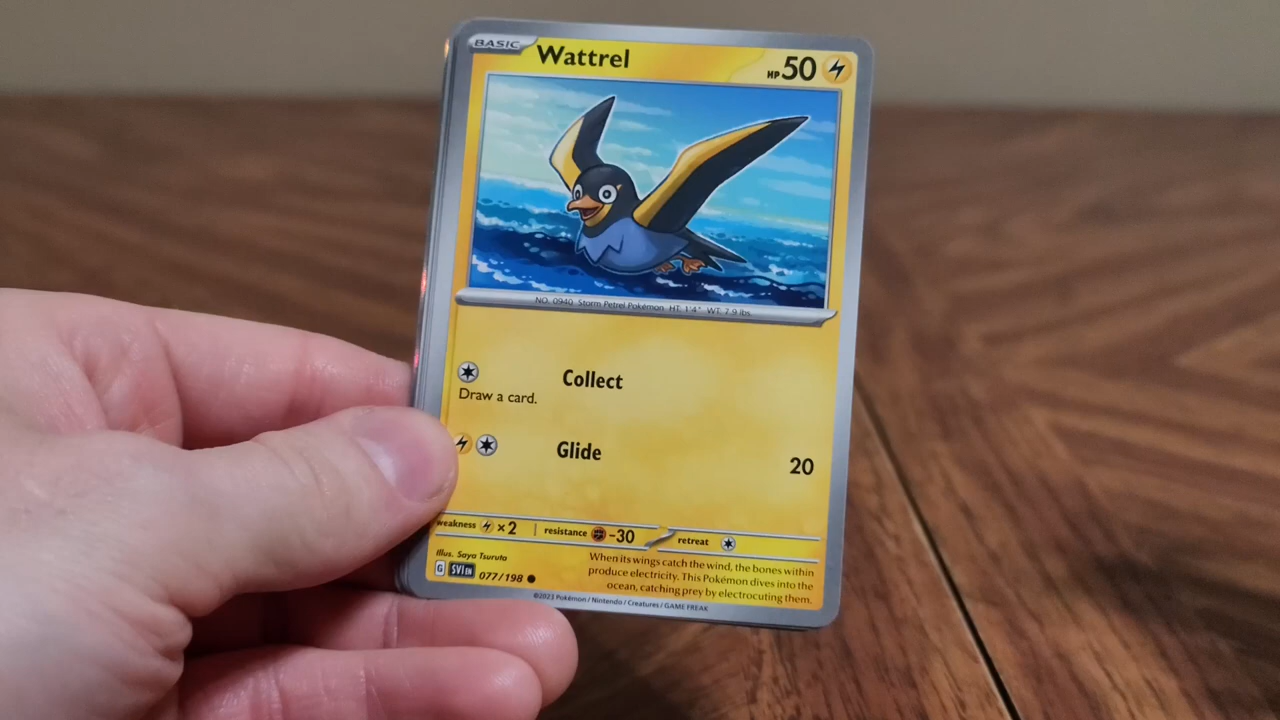 BASIC Wattrel HP 50
NO. 0940 Storm Petrel Pokémon HT: 1'4" WT: 7.9 lbs.
Collect
Draw a card.
Glide 20
weakness ×2 resistance -30 retreat
Illus. Saya Tsuruta
G SVI EN 077/198
When its wings catch the wind, the bones within
produce electricity. This Pokémon dives into the
ocean, catching prey by electrocuting them.
©2023 Pokémon / Nintendo / Creatures / GAME FREAK